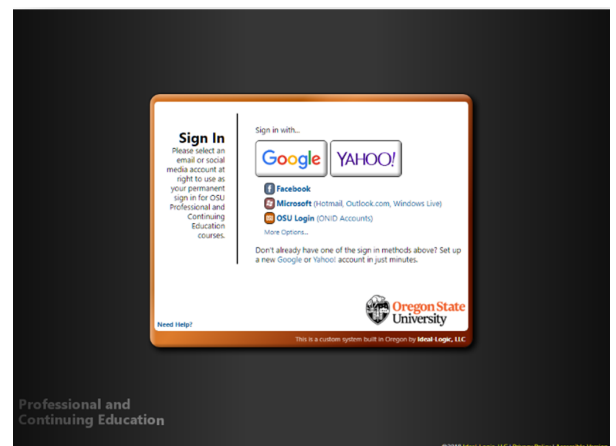 Sign In
Please select an
email or social
media account at
right to use as
your permanent
sign in for OSU
Professional and
Continuing
Education
courses.
Sign in with...
Google
YAHOO!
Facebook
Microsoft (Hotmail, Outlook.com, Windows Live)
OSU Login (ONID Accounts)
More Options...
Don't already have one of the sign in methods above? Set up
a new Google or Yahoo! account in just minutes.
Need Help?
Oregon State
University
This is a custom system built in Oregon by Ideal-Logic, LLC
Professional and
Continuing Education